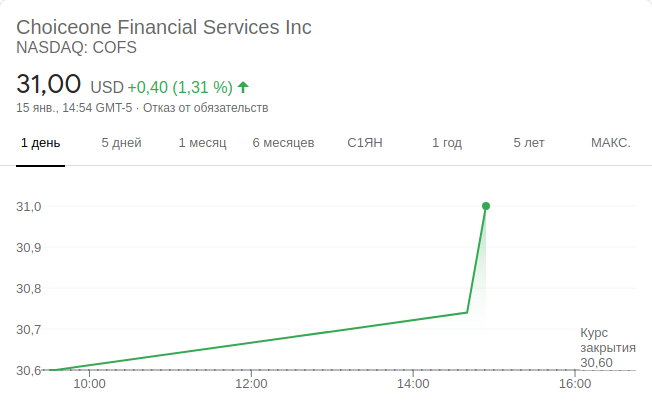 Choiceone Financial Services Inc
NASDAQ: COFS
31,00 USD +0,40 (1,31 %)
15 янв., 14:54 GMT-5 · Отказ от обязательств
1 день 5 дней 1 месяц 6 месяцев С1ЯН 1 год 5 лет МАКС.
31,0
30,9
30,8
30,7
Курс
закрытия
30,60
30,6
10:00 12:00 14:00 16:00